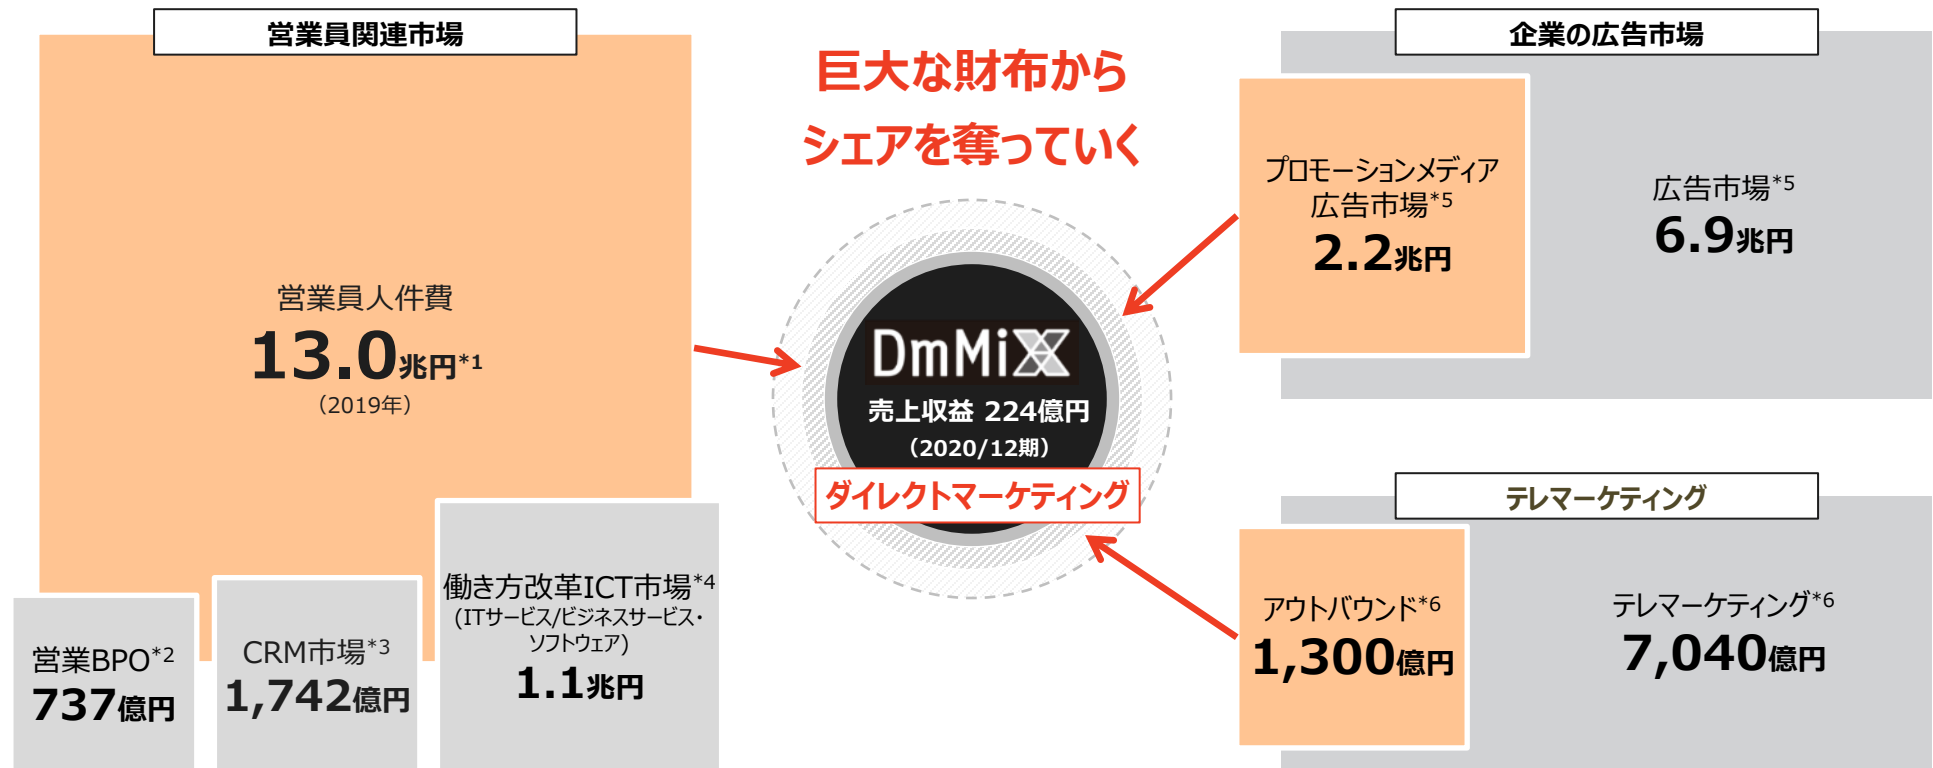 営業員関連市場
営業員人件費
13.0兆円*1
（2019年）
営業BPO*2
737億円
CRM市場*3
1,742億円
働き方改革ICT市場*4
(ITサービス/ビジネスサービス・
ソフトウェア)
1.1兆円
巨大な財布から
シェアを奪っていく
DmMiX
売上収益 224億円
（2020/12期）
ダイレクトマーケティング
企業の広告市場
プロモーションメディア
広告市場*5
2.2兆円
広告市場*5
6.9兆円
テレマーケティング
アウトバウンド*6
1,300億円
テレマーケティング*6
7,040億円